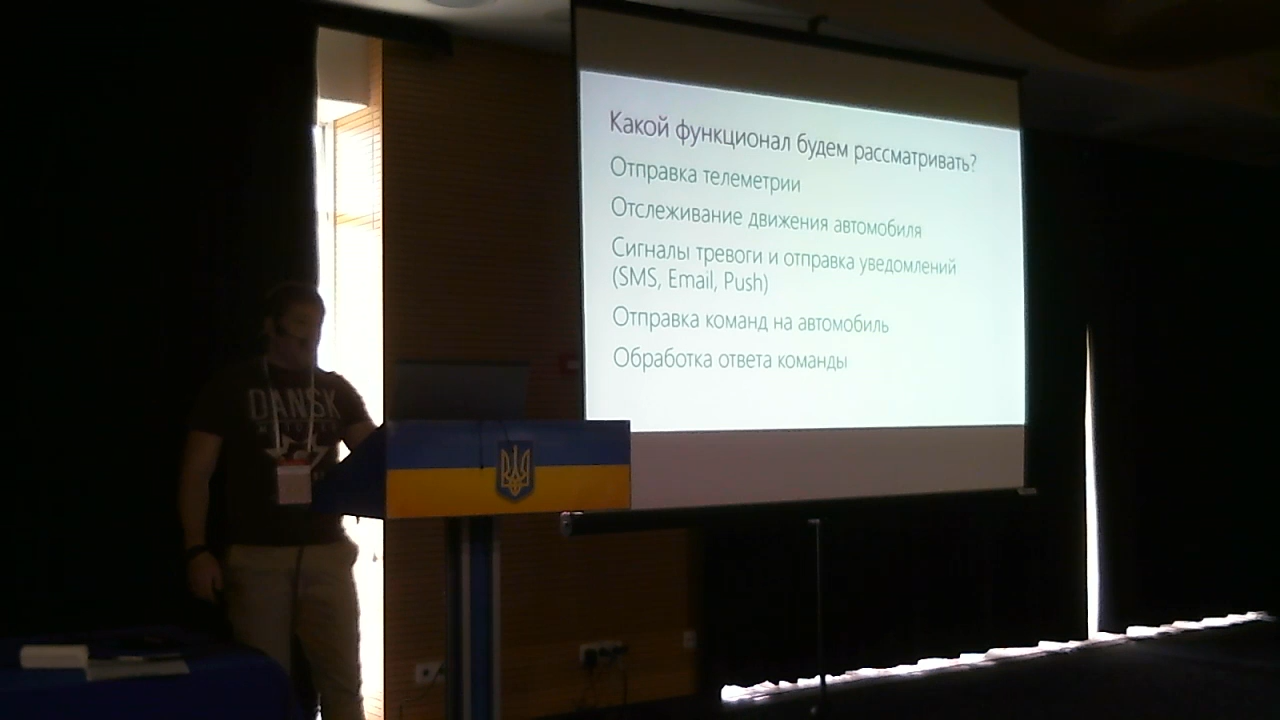 Какой функционал будем рассматривать?
Отправка телеметрии
Отслеживание движения автомобиля
Сигналы тревоги и отправка уведомлений
(SMS, Email, Push)
Отправка команд на автомобиль
Обработка ответа команды
DANSK